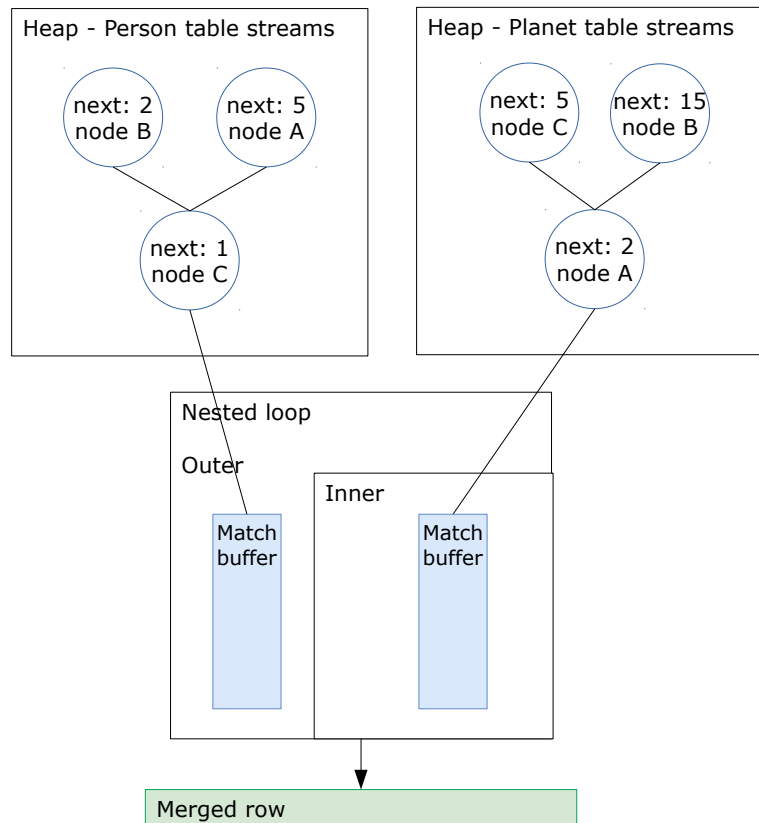 Heap - Person table streams
next: 2
node B
next: 5
node A
next: 1
node C
Heap - Planet table streams
next: 5
node C
next: 15
node B
next: 2
node A
Nested loop
Outer
Inner
Match
buffer
Match
buffer
Merged row